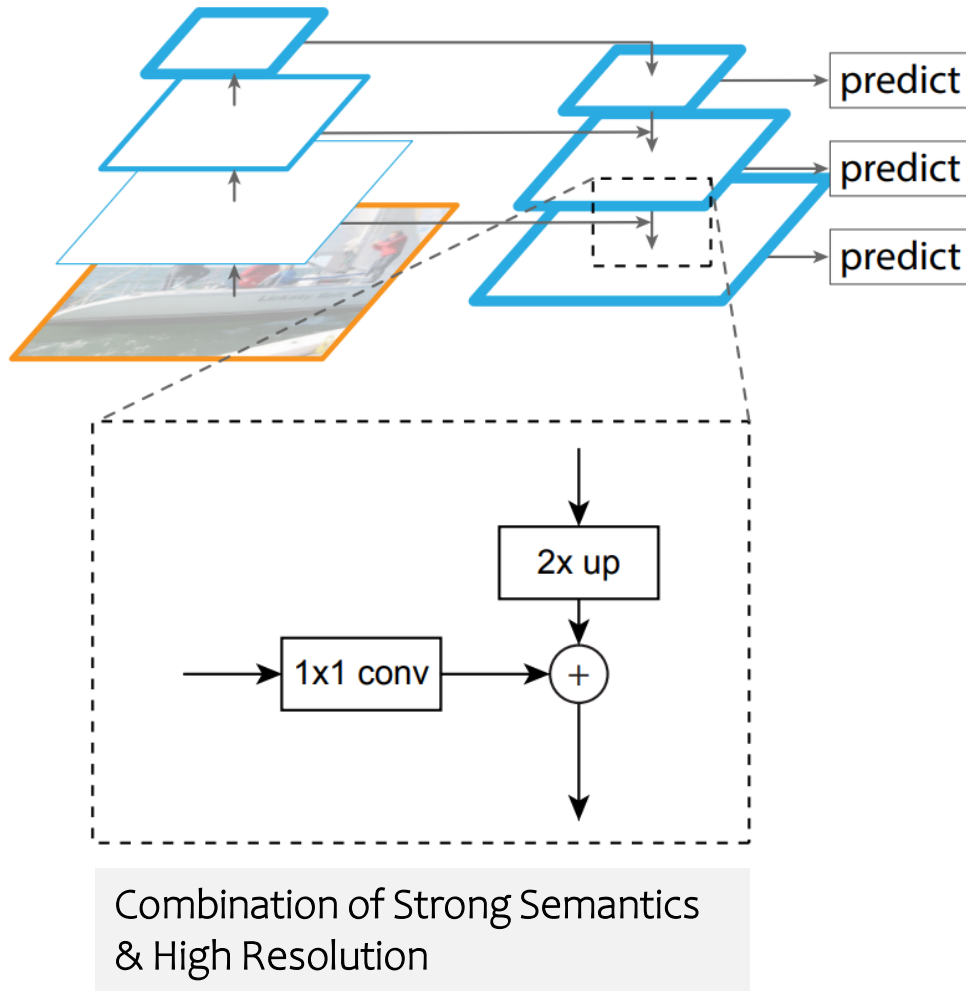 predict
predict
predict
2x up
1x1 conv
+
Combination of Strong Semantics
& High Resolution